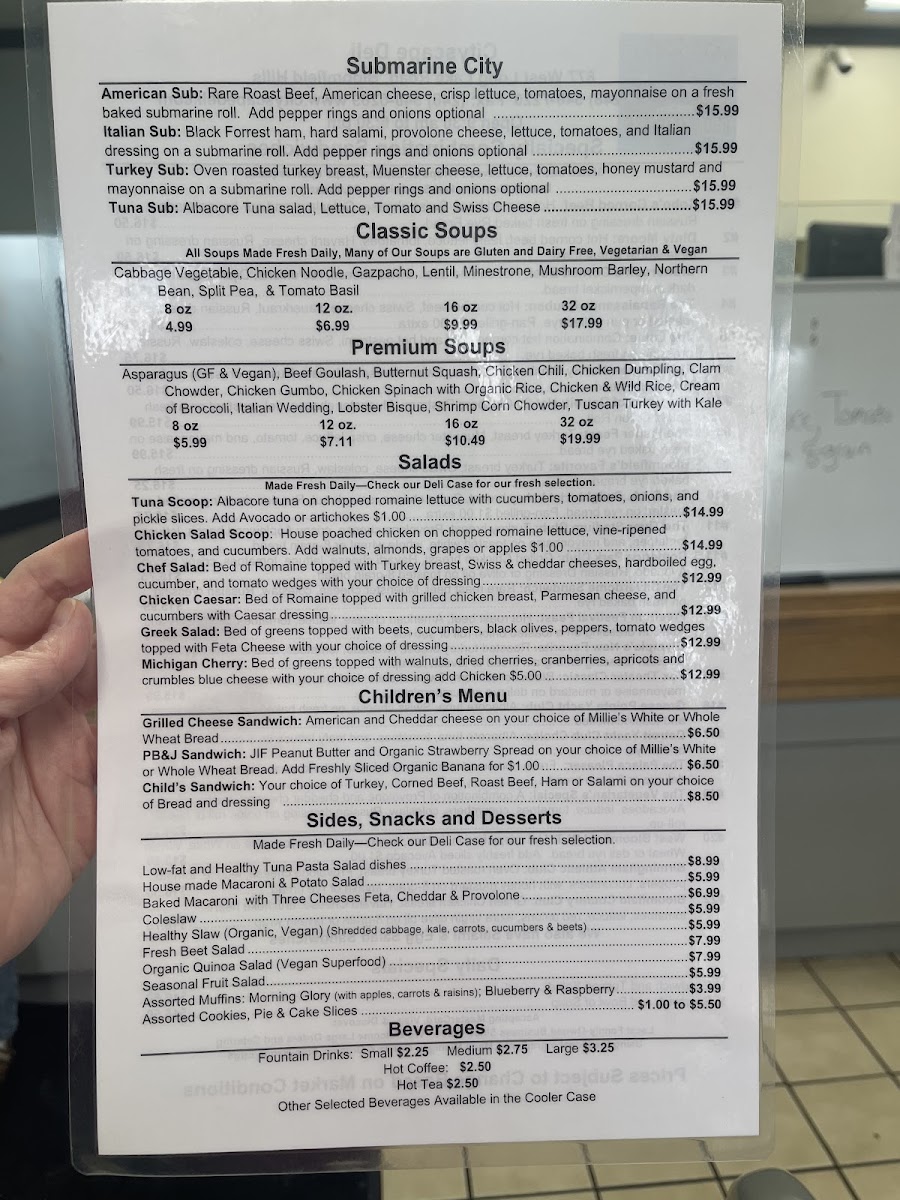 Submarine City
American Sub: Rare Roast Beef, American cheese, crisp lettuce, tomatoes, mayonnaise on a fresh
baked submarine roll. Add pepper rings and onions optional ........ $15.99
Italian Sub: Black Forrest ham, hard salami, provolone cheese, lettuce, tomatoes, and Italian
dressing on a submarine roll. Add pepper rings and onions optional ........ $15.99
Turkey Sub: Oven roasted turkey breast, Muenster cheese, lettuce, tomatoes, honey mustard and
mayonnaise on a submarine roll. Add pepper rings and onions optional ........ $15.99
Tuna Sub: Albacore Tuna salad, Lettuce, Tomato and Swiss Cheese ........ $15.99
Classic Soups
All Soups Made Fresh Daily, Many of Our Soups are Gluten and Dairy Free, Vegetarian & Vegan
Cabbage Vegetable, Chicken Noodle, Gazpacho, Lentil, Minestrone, Mushroom Barley, Northern
Bean, Split Pea, & Tomato Basil
8 oz 12 oz. 16 oz 32 oz
4.99 $6.99 $9.99 $17.99
Premium Soups
Asparagus (GF & Vegan), Beef Goulash, Butternut Squash, Chicken Chili, Chicken Dumpling, Clam
Chowder, Chicken Gumbo, Chicken Spinach with Organic Rice, Chicken & Wild Rice, Cream
of Broccoli, Italian Wedding, Lobster Bisque, Shrimp Corn Chowder, Tuscan Turkey with Kale
8 oz 12 oz. 16 oz 32 oz
$5.99 $7.11 $10.49 $19.99
Salads
Made Fresh Daily—Check our Deli Case for our fresh selection.
Tuna Scoop: Albacore tuna on chopped romaine lettuce with cucumbers, tomatoes, onions, and
pickle slices. Add Avocado or artichokes $1.00 ........ $14.99
Chicken Salad Scoop: House poached chicken on chopped romaine lettuce, vine-ripened
tomatoes, and cucumbers. Add walnuts, almonds, grapes or apples $1.00 ........ $14.99
Chef Salad: Bed of Romaine topped with Turkey breast, Swiss & cheddar cheeses, hardboiled egg,
cucumber, and tomato wedges with your choice of dressing ........ $12.99
Chicken Caesar: Bed of Romaine topped with grilled chicken breast, Parmesan cheese, and
cucumbers with Caesar dressing ........ $12.99
Greek Salad: Bed of greens topped with beets, cucumbers, black olives, peppers, tomato wedges
topped with Feta Cheese with your choice of dressing ........ $12.99
Michigan Cherry: Bed of greens topped with walnuts, dried cherries, cranberries, apricots and
crumbles blue cheese with your choice of dressing add Chicken $5.00 ........ $12.99
Children's Menu
Grilled Cheese Sandwich: American and Cheddar cheese on your choice of Millie's White or Whole
Wheat Bread ........ $6.50
PB&J Sandwich: JIF Peanut Butter and Organic Strawberry Spread on your choice of Millie's White
or Whole Wheat Bread. Add Freshly Sliced Organic Banana for $1.00 ........ $6.50
Child's Sandwich: Your choice of Turkey, Corned Beef, Roast Beef, Ham or Salami on your choice
of Bread and dressing ........ $8.50
Sides, Snacks and Desserts
Made Fresh Daily—Check our Deli Case for our fresh selection.
Low-fat and Healthy Tuna Pasta Salad dishes ........ $8.99
House made Macaroni & Potato Salad ........ $5.99
Baked Macaroni with Three Cheeses Feta, Cheddar & Provolone ........ $6.99
Coleslaw ........ $5.99
Healthy Slaw (Organic, Vegan) (Shredded cabbage, kale, carrots, cucumbers & beets) ........ $5.99
Fresh Beet Salad ........ $7.99
Organic Quinoa Salad (Vegan Superfood) ........ $7.99
Seasonal Fruit Salad ........ $5.99
Assorted Muffins: Morning Glory (with apples, carrots & raisins); Blueberry & Raspberry ........ $3.99
Assorted Cookies, Pie & Cake Slices ........ $1.00 to $5.50
Beverages
Fountain Drinks: Small $2.25 Medium $2.75 Large $3.25
Hot Coffee: $2.50
Hot Tea $2.50
Other Selected Beverages Available in the Cooler Case